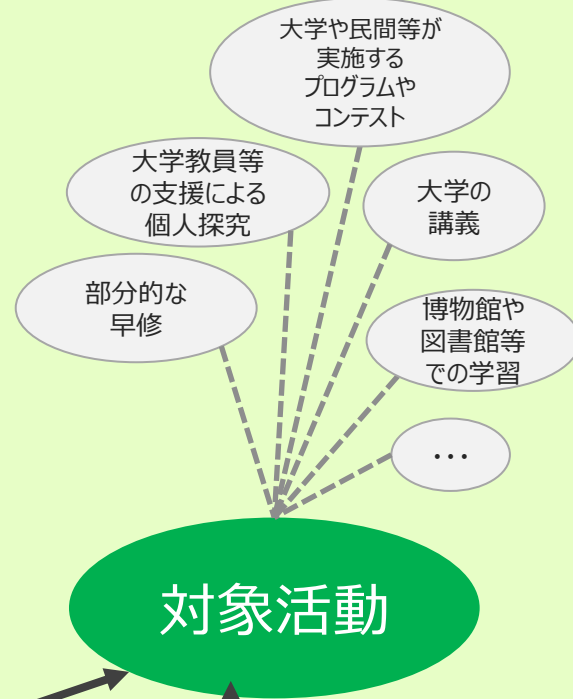 大学や民間等が
実施する
プログラムや
コンテスト
大学教員等
の支援による
個人探究
大学の
講義
部分的な
早修
博物館や
図書館等
での学習
･･･
対象活動